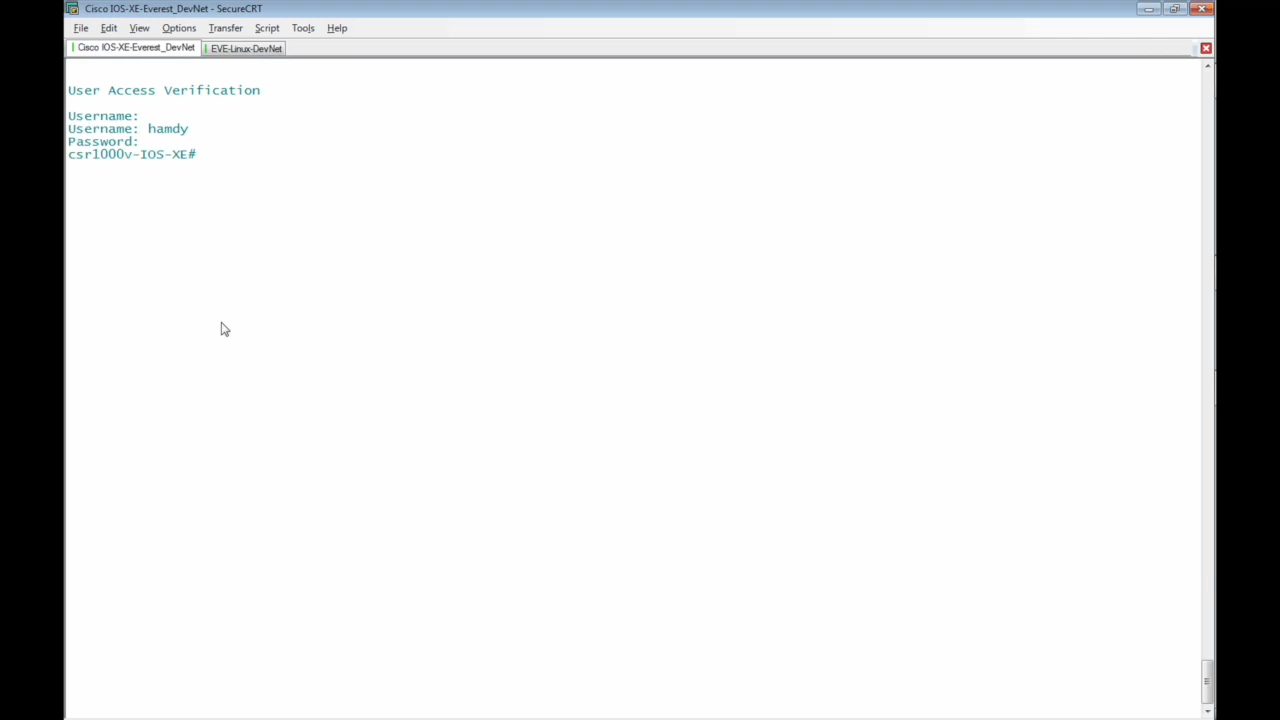 Cisco IOS-XE-Everest_DevNet - SecureCRT
File Edit View Options Transfer Script Tools Help
Cisco IOS-XE-Everest_DevNet EVE-Linux-DevNet
User Access Verification
Username:
Username: hamdy
Password:
csr1000v-IOS-XE#